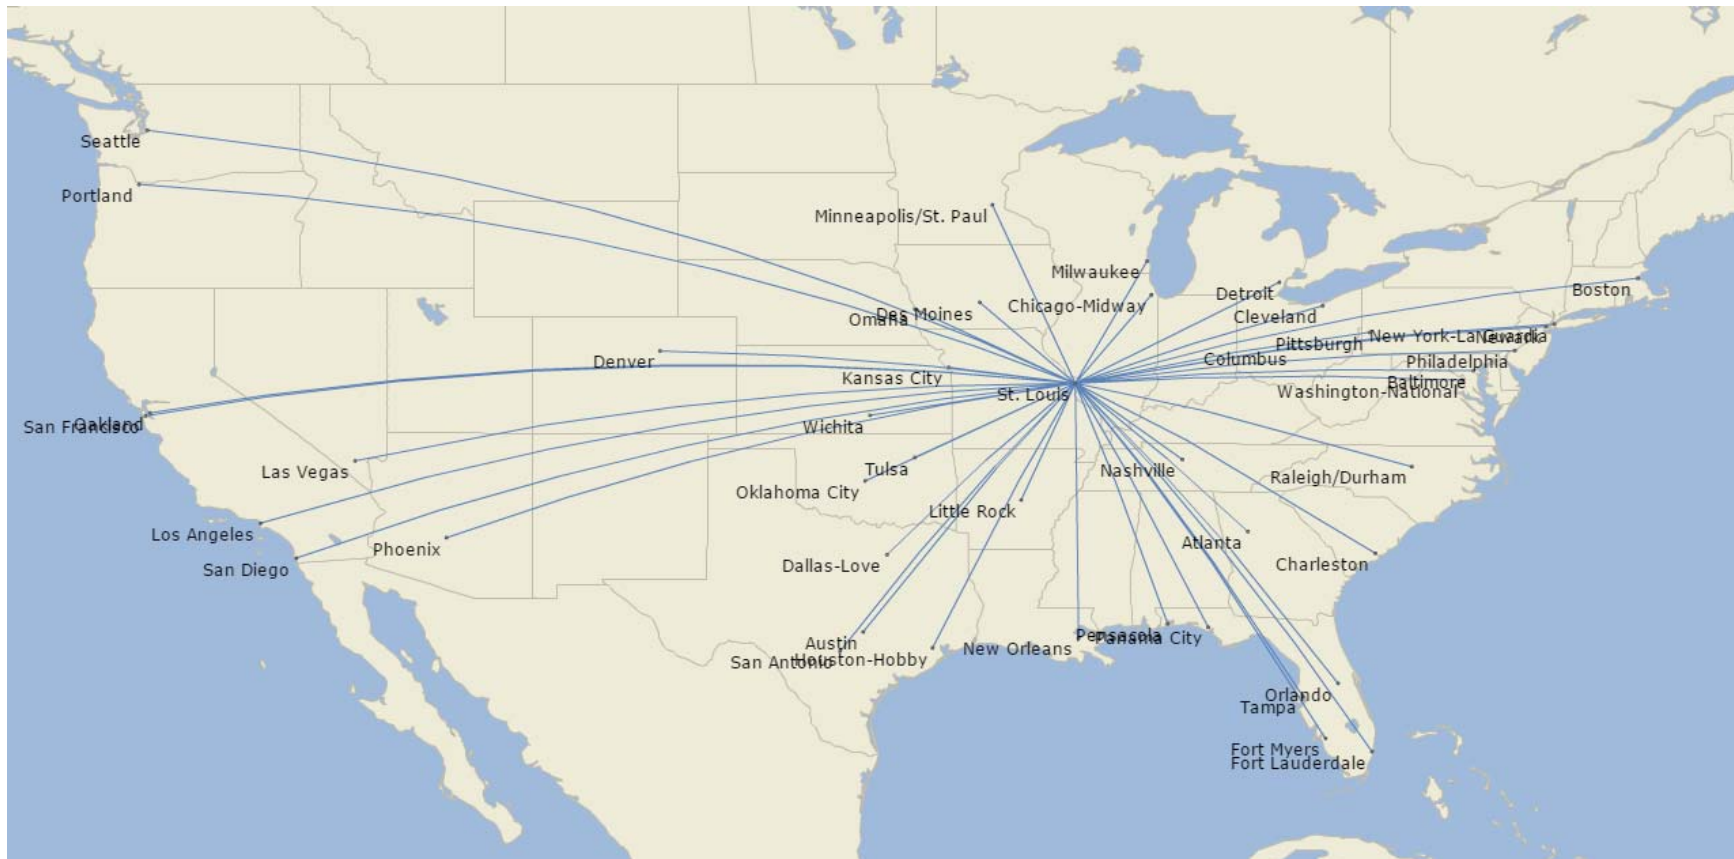 Seattle
Portland
Minneapolis/St. Paul
Milwaukee
Detroit
Boston
Chicago-Midway
Des Moines
Omaha
Cleveland
New York-La Guardia
Newark
Pittsburgh
Columbus
Philadelphia
Denver
Kansas City
Baltimore
Washington-National
St. Louis
Oakland
San Francisco
Wichita
Las Vegas
Tulsa
Nashville
Raleigh/Durham
Oklahoma City
Little Rock
Los Angeles
Phoenix
Atlanta
San Diego
Dallas-Love
Charleston
Pensacola
Panama City
Austin
New Orleans
Houston-Hobby
San Antonio
Orlando
Tampa
Fort Myers
Fort Lauderdale